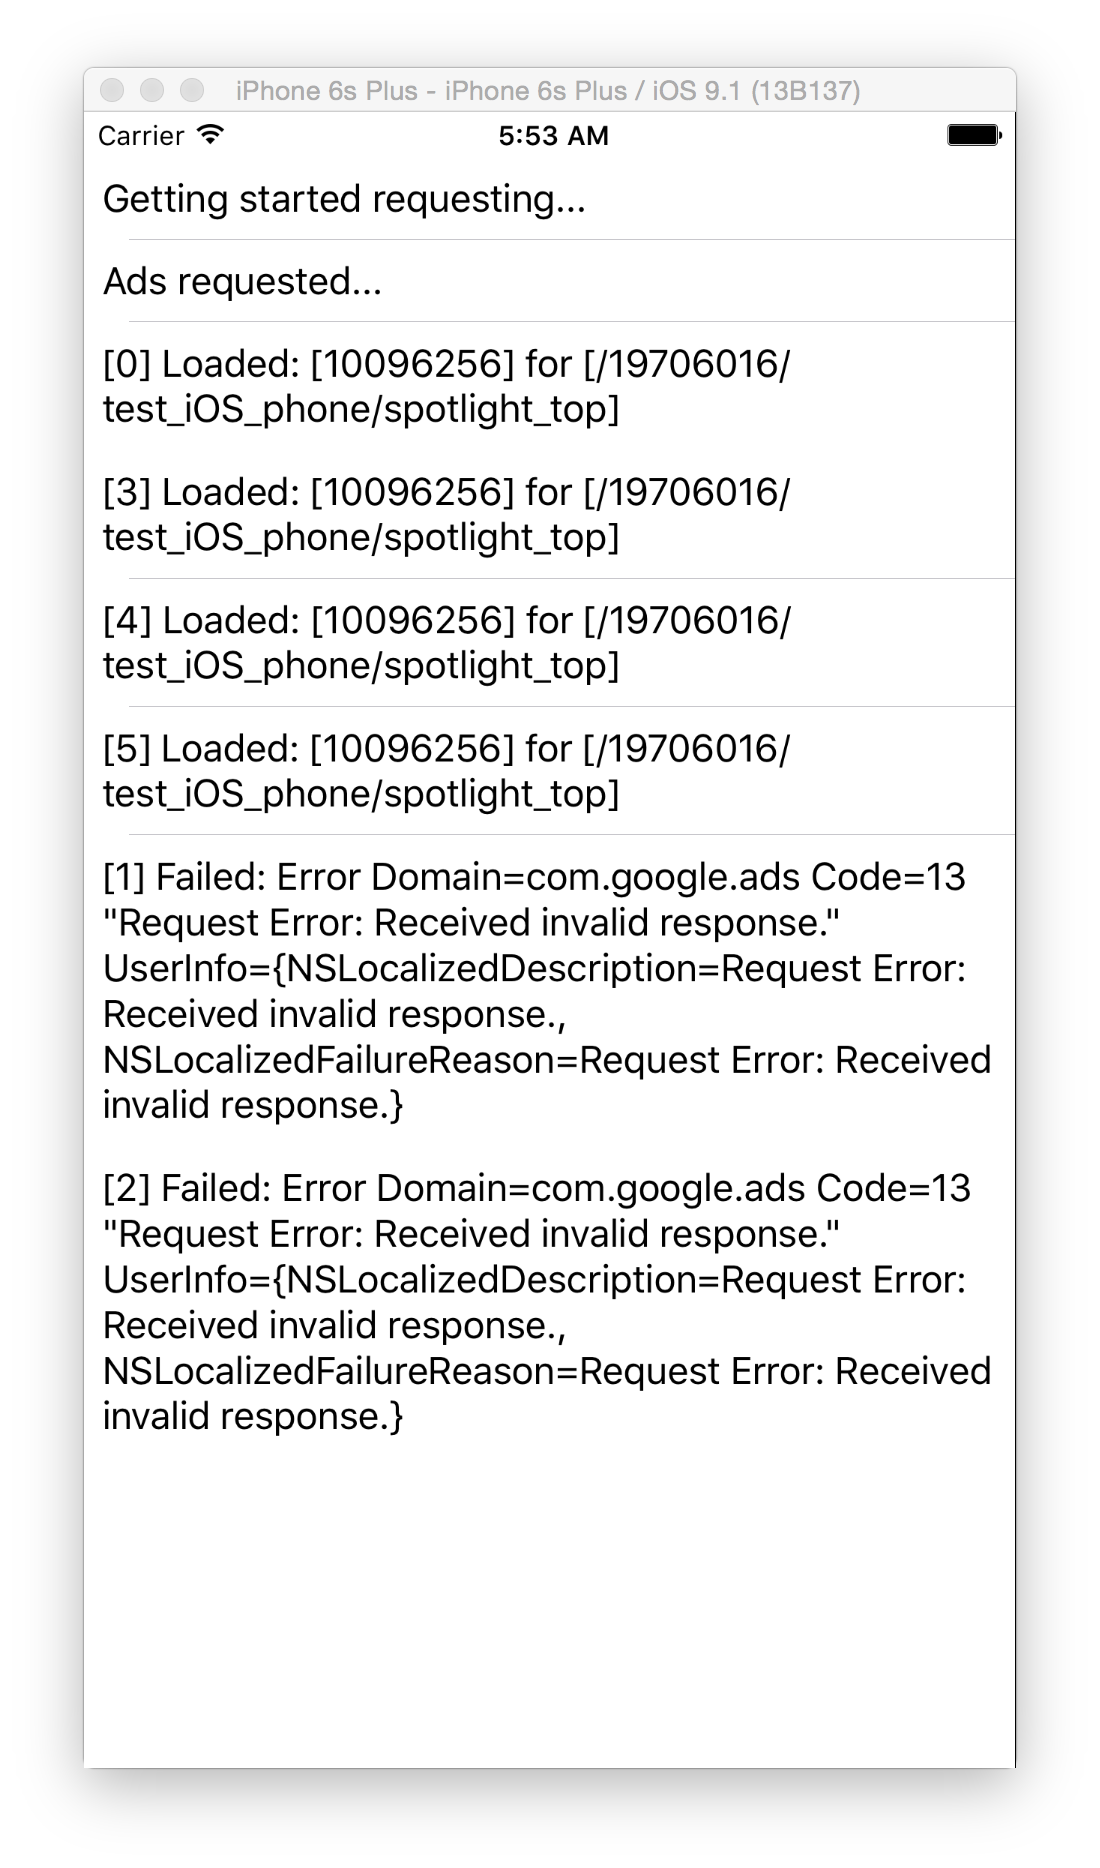 iPhone 6s Plus - iPhone 6s Plus / iOS 9.1 (13B137)
Carrier 5:53 AM
Getting started requesting...
Ads requested...
[0] Loaded: [10096256] for [/19706016/
test_iOS_phone/spotlight_top]
[3] Loaded: [10096256] for [/19706016/
test_iOS_phone/spotlight_top]
[4] Loaded: [10096256] for [/19706016/
test_iOS_phone/spotlight_top]
[5] Loaded: [10096256] for [/19706016/
test_iOS_phone/spotlight_top]
[1] Failed: Error Domain=com.google.ads Code=13
"Request Error: Received invalid response."
UserInfo={NSLocalizedDescription=Request Error:
Received invalid response.,
NSLocalizedFailureReason=Request Error: Received
invalid response.}
[2] Failed: Error Domain=com.google.ads Code=13
"Request Error: Received invalid response."
UserInfo={NSLocalizedDescription=Request Error:
Received invalid response.,
NSLocalizedFailureReason=Request Error: Received
invalid response.}